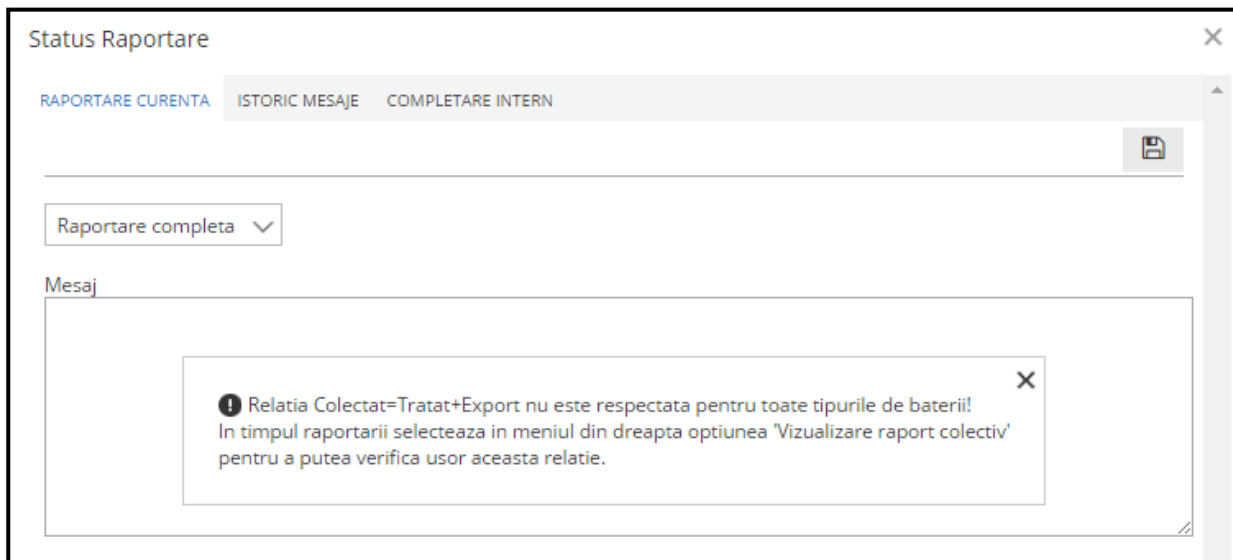 Status Raportare
RAPORTARE CURENTA ISTORIC MESAJE COMPLETARE INTERN
Raportare completa
Mesaj
Relatia Colectat=Tratat+Export nu este respectata pentru toate tipurile de baterii!
In timpul raportarii selecteaza in meniul din dreapta optiunea 'Vizualizare raport colectiv'
pentru a putea verifica usor aceasta relatie.